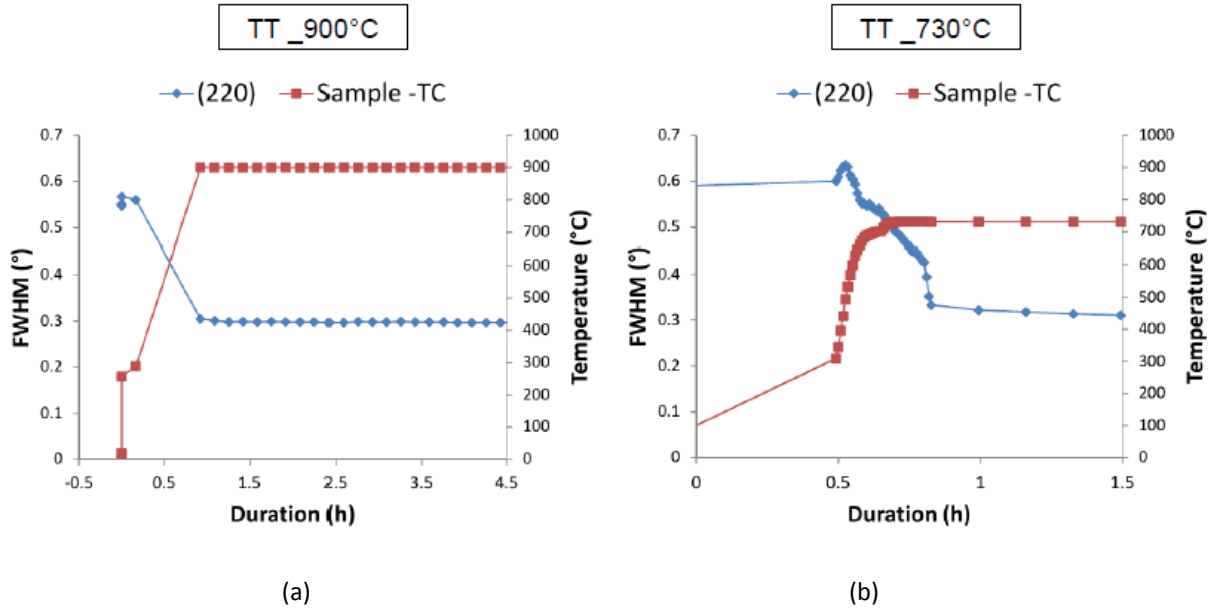 TT _900°C
(220) Sample -TC
FWHM (°)
0.7
0.6
0.5
0.4
0.3
0.2
0.1
0
1000
900
800
700
600
500
400
300
200
100
0
Temperature (°C)
-0.5 0.5 1.5 2.5 3.5 4.5
Duration (h)
(a)
TT _730°C
(220) Sample -TC
FWHM (°)
0.7
0.6
0.5
0.4
0.3
0.2
0.1
0
1000
900
800
700
600
500
400
300
200
100
0
Temperature (°C)
0 0.5 1 1.5
Duration (h)
(b)